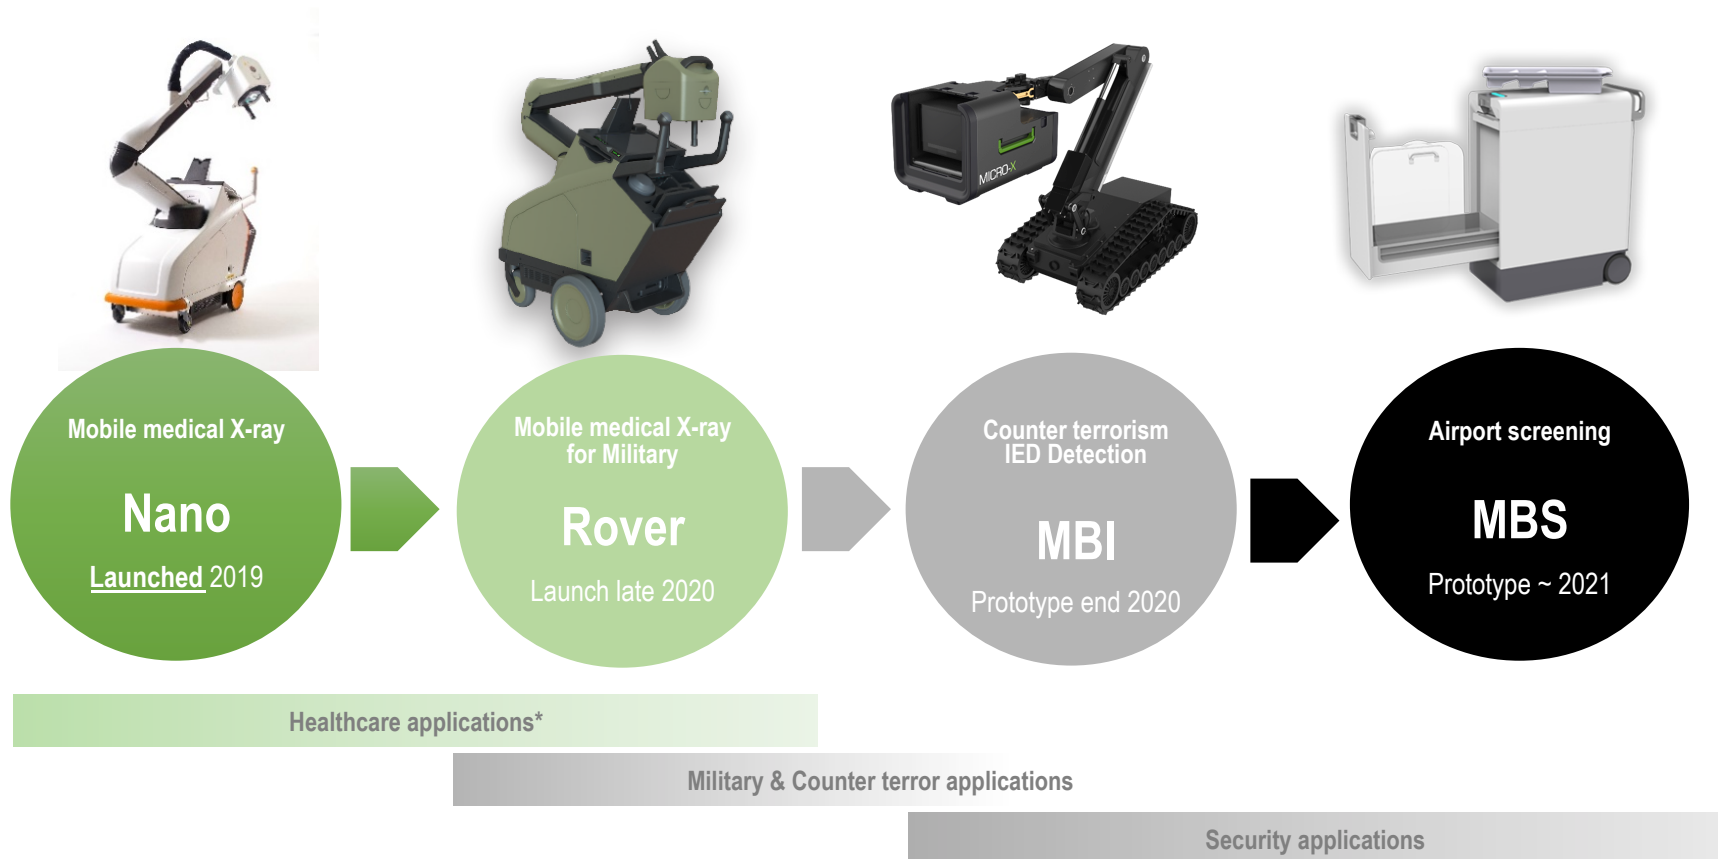 MICRO-X
Mobile medical X-ray
Nano
Launched 2019
Mobile medical X-ray
for Military
Rover
Launch late 2020
Counter terrorism
IED Detection
MBI
Prototype end 2020
Airport screening
MBS
Prototype ~ 2021
Healthcare applications*
Military & Counter terror applications
Security applications